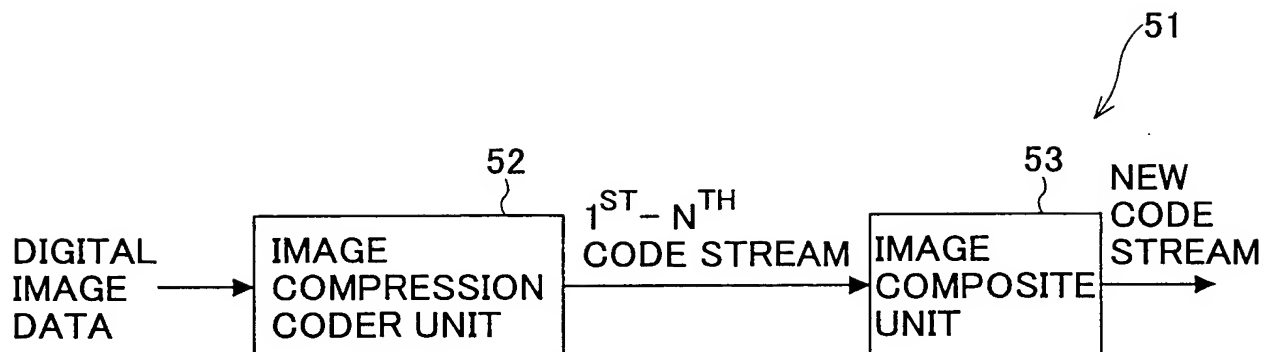 51
52
53
DIGITAL
IMAGE
DATA
IMAGE
COMPRESSION
CODER UNIT
1ST - NTH
CODE STREAM
IMAGE
COMPOSITE
UNIT
NEW
CODE
STREAM